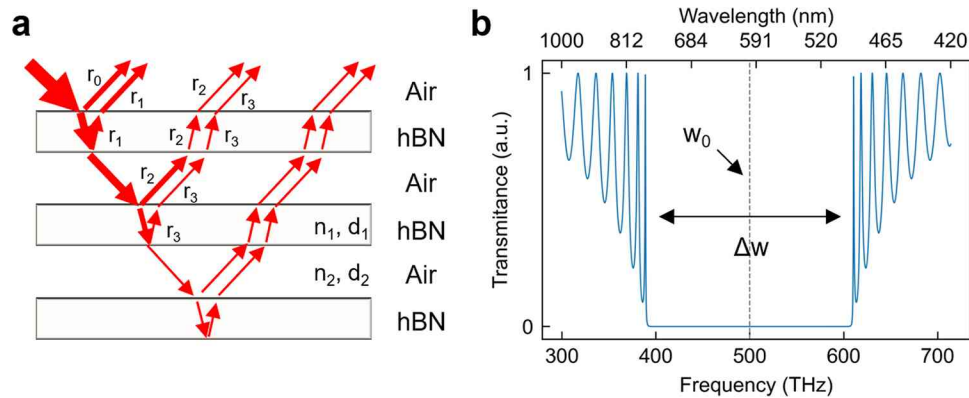 a
r₀
r₁
r₂
r₃
Air
r₁
r₂
r₃
hBN
r₂
r₃
Air
r₃
n₁, d₁
hBN
n₂, d₂
Air
hBN
b
Wavelength (nm)
1000
812
684
591
520
465
420
Transmitance (a.u.)
1
0
w₀
Δw
300
400
500
600
700
Frequency (THz)